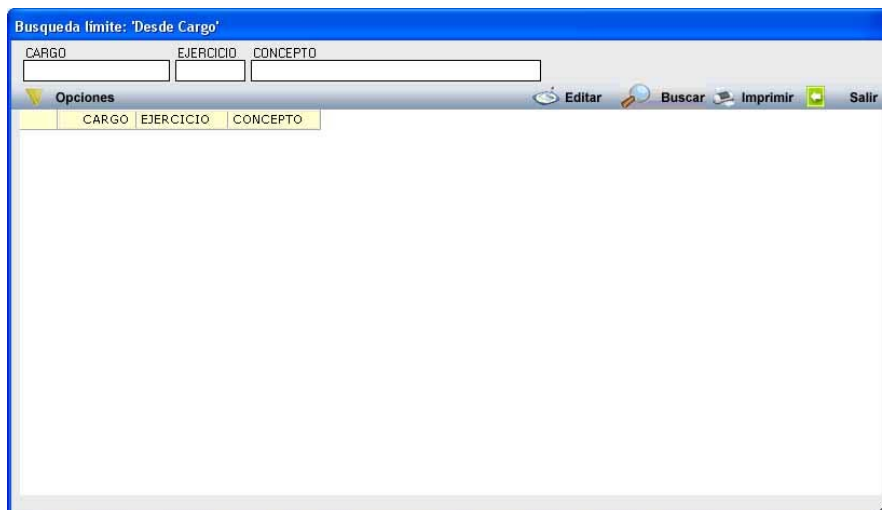 Busqueda límite: 'Desde Cargo'
CARGO EJERCICIO CONCEPTO
Opciones Editar Buscar Imprimir Salir
CARGO EJERCICIO CONCEPTO